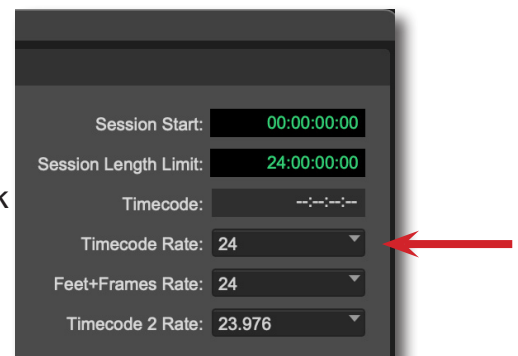 Session Start: 00:00:00:00
Session Length Limit: 24:00:00:00
k
Timecode: --:--:--:--
Timecode Rate: 24
Feet+Frames Rate: 24
Timecode 2 Rate: 23.976